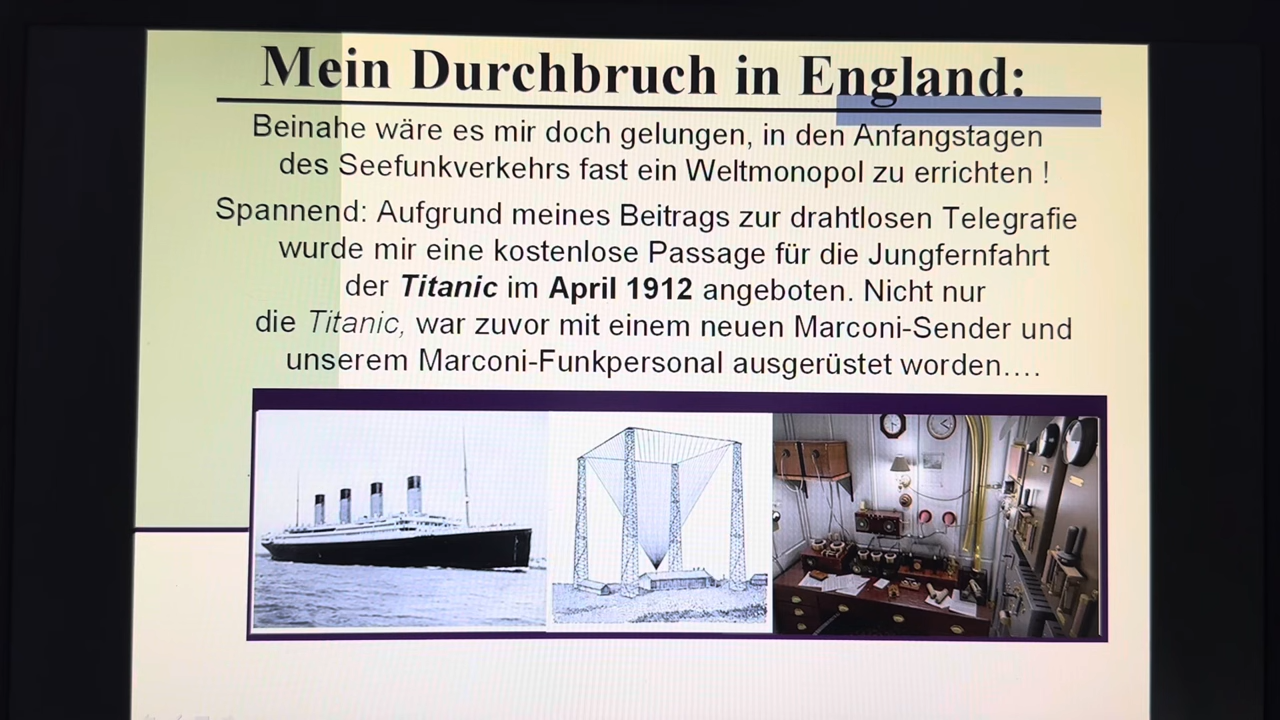 Mein Durchbruch in England:
Beinahe wäre es mir doch gelungen, in den Anfangstagen
des Seefunkverkehrs fast ein Weltmonopol zu errichten !
Spannend: Aufgrund meines Beitrags zur drahtlosen Telegrafie
wurde mir eine kostenlose Passage für die Jungfernfahrt
der Titanic im April 1912 angeboten. Nicht nur
die Titanic, war zuvor mit einem neuen Marconi-Sender und
unserem Marconi-Funkpersonal ausgerüstet worden….